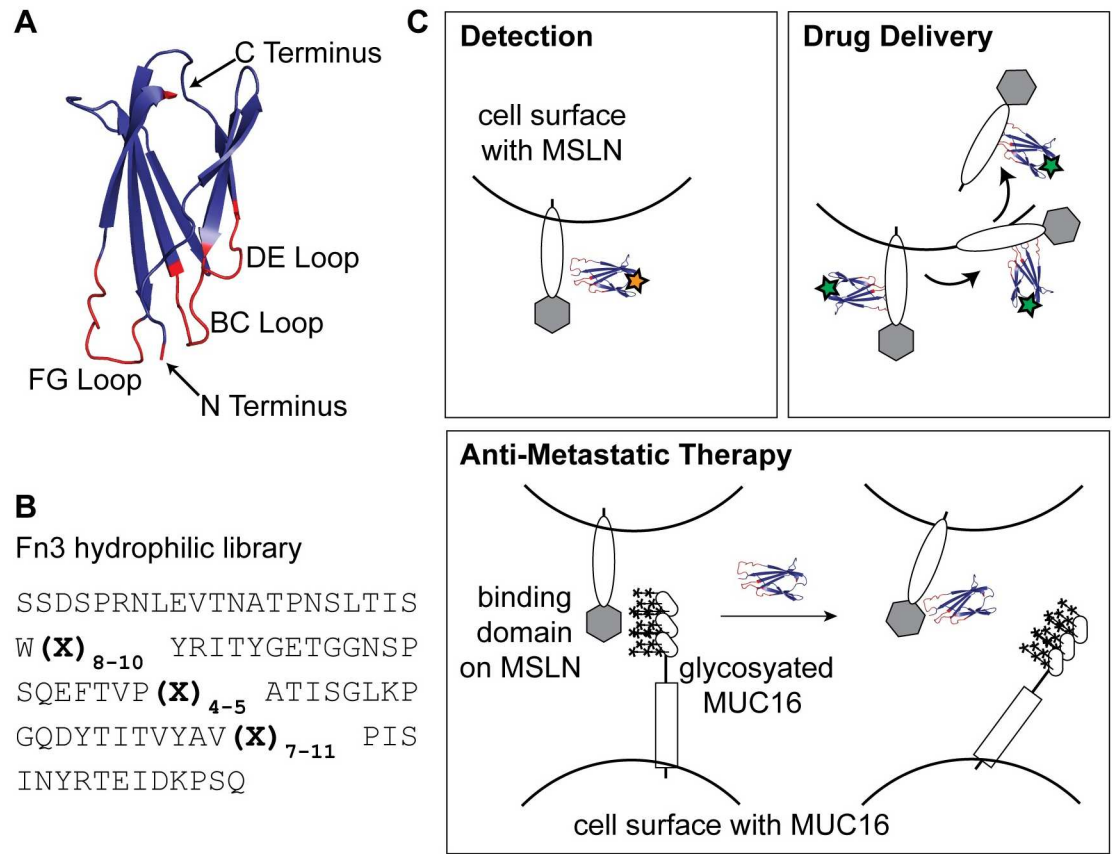 A
C Terminus
DE Loop
BC Loop
FG Loop
N Terminus
B
Fn3 hydrophilic library
SSDSPRNLEVTNATPNSLTIS
W(X)8-10 YRITYGETGGNSP
SQEFTVP(X)4-5 ATISGLKP
GQDYTITVYAV(X)7-11 PIS
INYRTEIDKPSQ
C
Detection
cell surface
with MSLN
Drug Delivery
Anti-Metastatic Therapy
binding
domain
on MSLN
glycosyated
MUC16
cell surface with MUC16